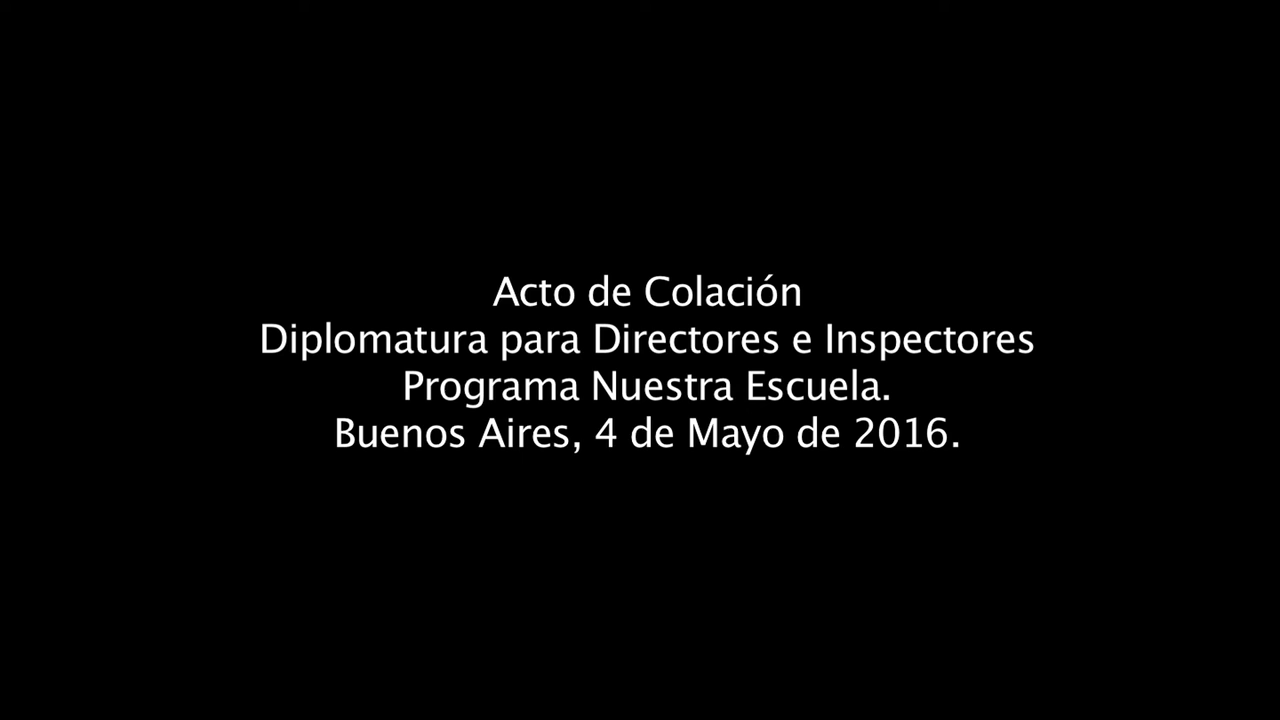 Acto de Colación
Diplomatura para Directores e Inspectores
Programa Nuestra Escuela.
Buenos Aires, 4 de Mayo de 2016.